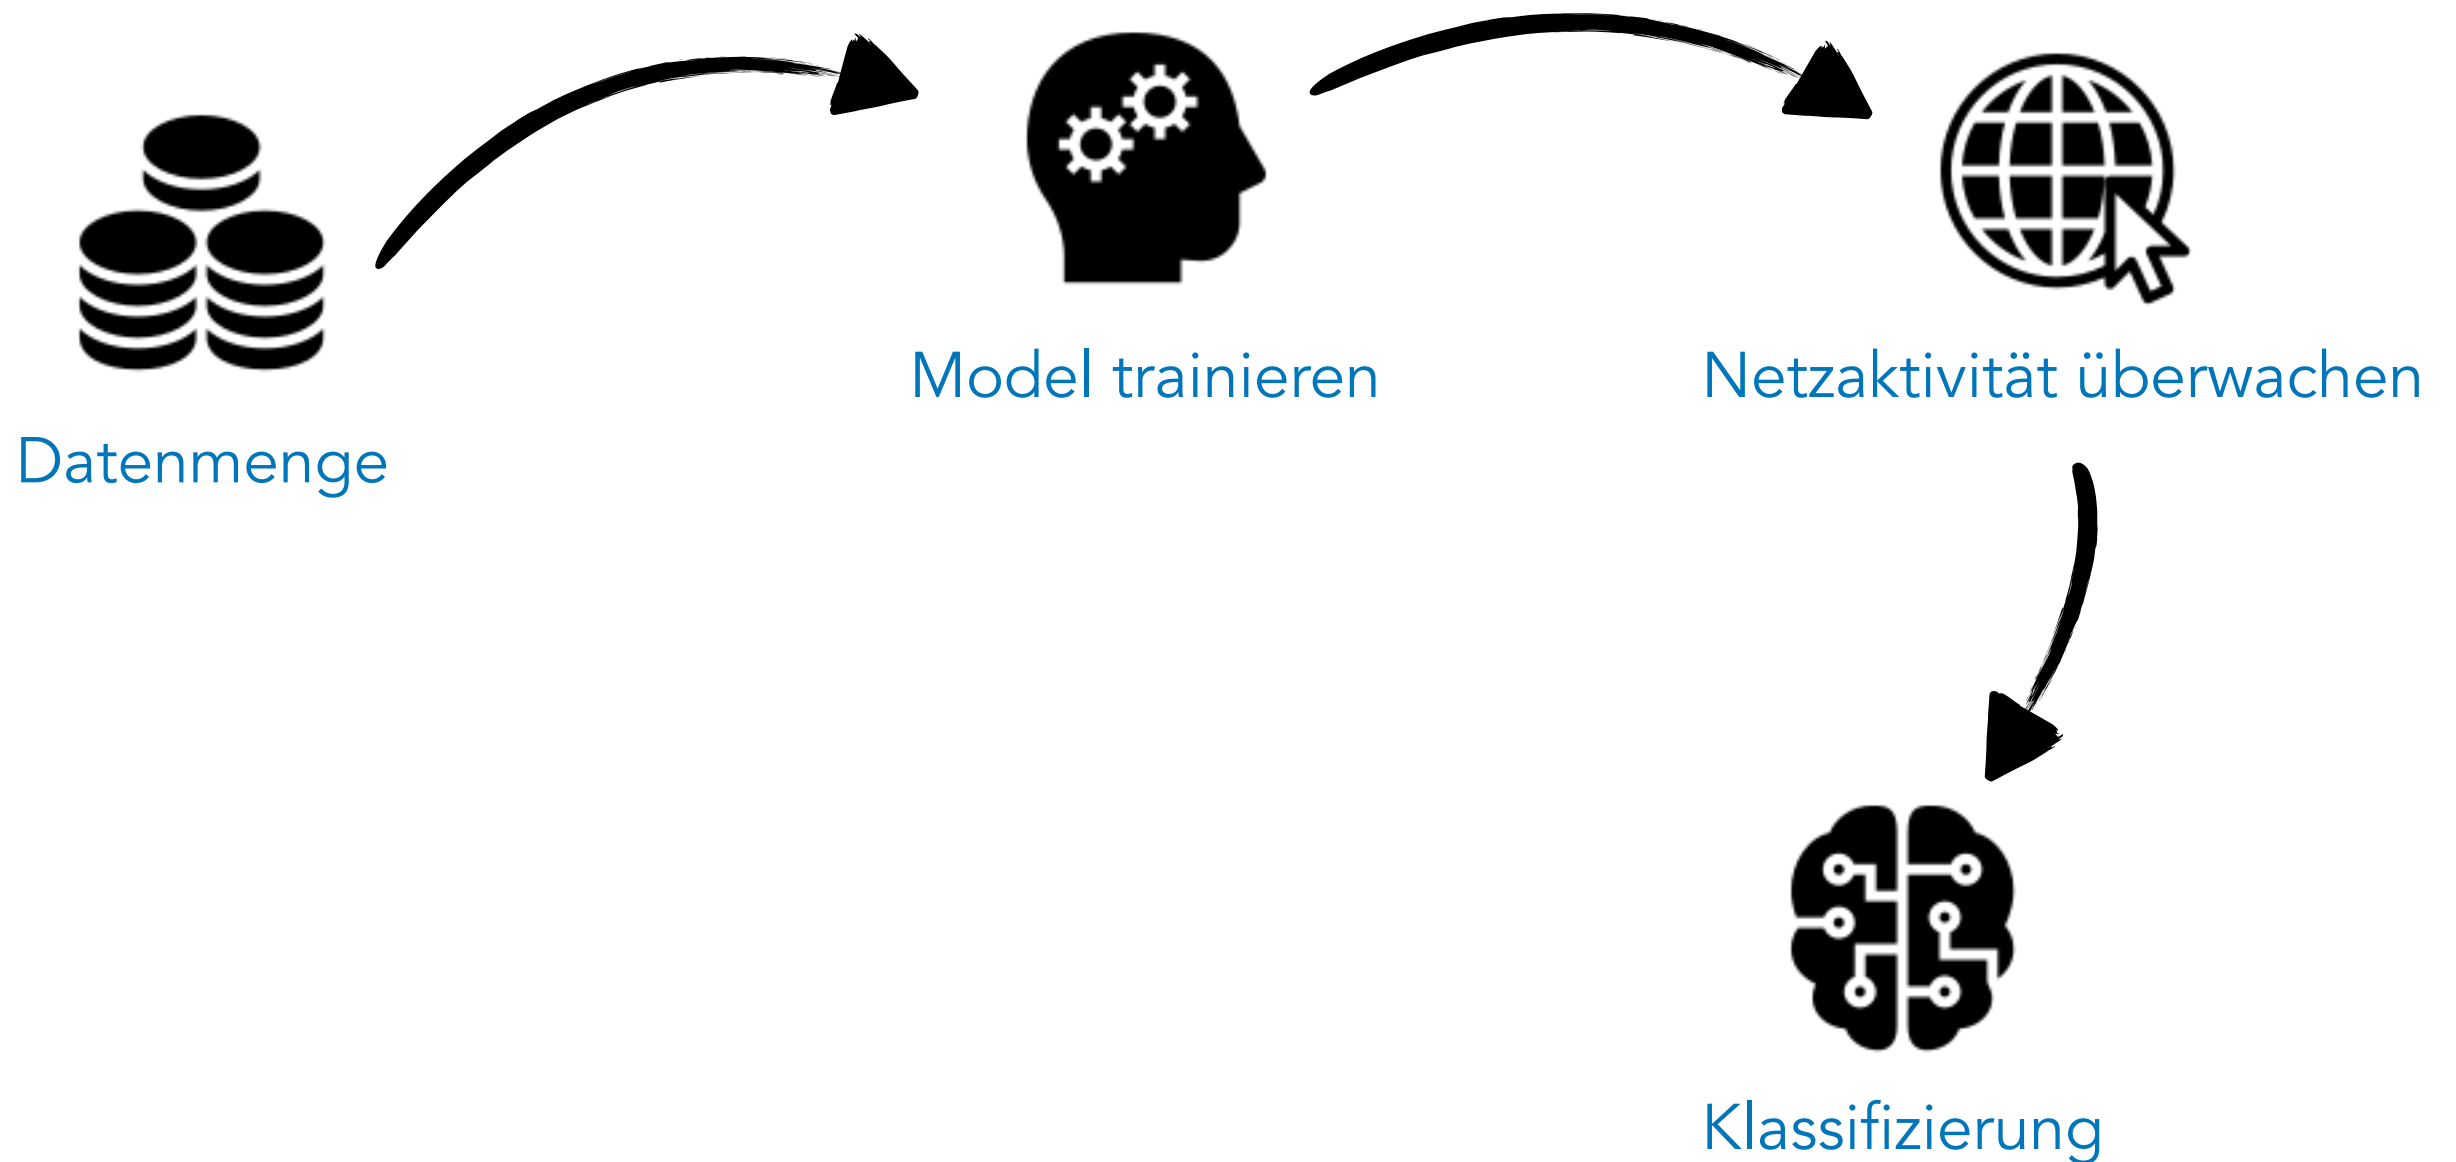 Model trainieren
Netzaktivität überwachen
Datenmenge
Klassifizierung